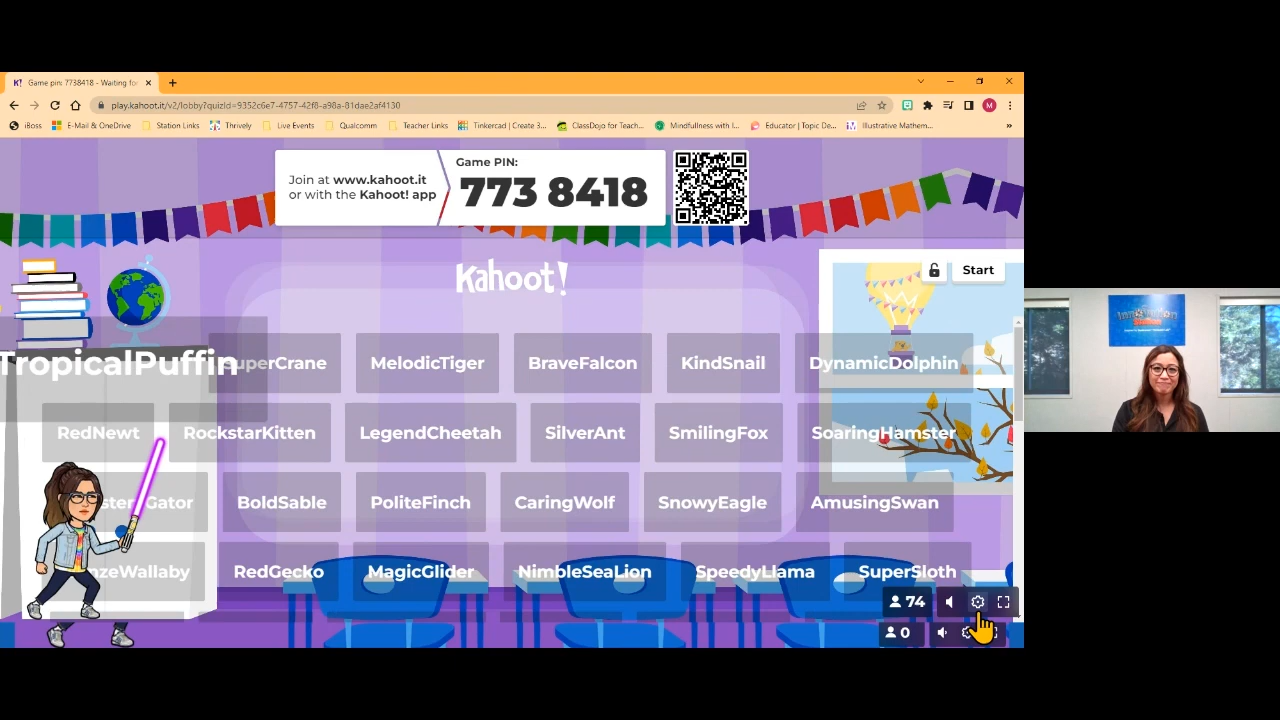 K! Game pin: 7738418 - Waiting fo
play.kahoot.it/v2/lobby?quizId=9352c6e7-4757-42f8-a98a-81dae2af4130
M
iBoss E-Mail & OneDrive Station Links Thrively Live Events Qualcomm Teacher Links Tinkercad | Create 3... ClassDojo for Teach... Mindfullness with I... Educator | Topic De... Illustrative Mathem... »
Join at www.kahoot.it
or with the Kahoot! app
Game PIN:
773 8418
Kahoot!
Start
TropicalPuffin uperCrane MelodicTiger BraveFalcon KindSnail DynamicDolphin
RedNewt RockstarKitten LegendCheetah SilverAnt SmilingFox SoaringHamster
Gator BoldSable PoliteFinch CaringWolf SnowyEagle AmusingSwan
nzeWallaby RedGecko MagicGlider NimbleSeaLion SpeedyLlama SuperSloth
74
0
Innovation